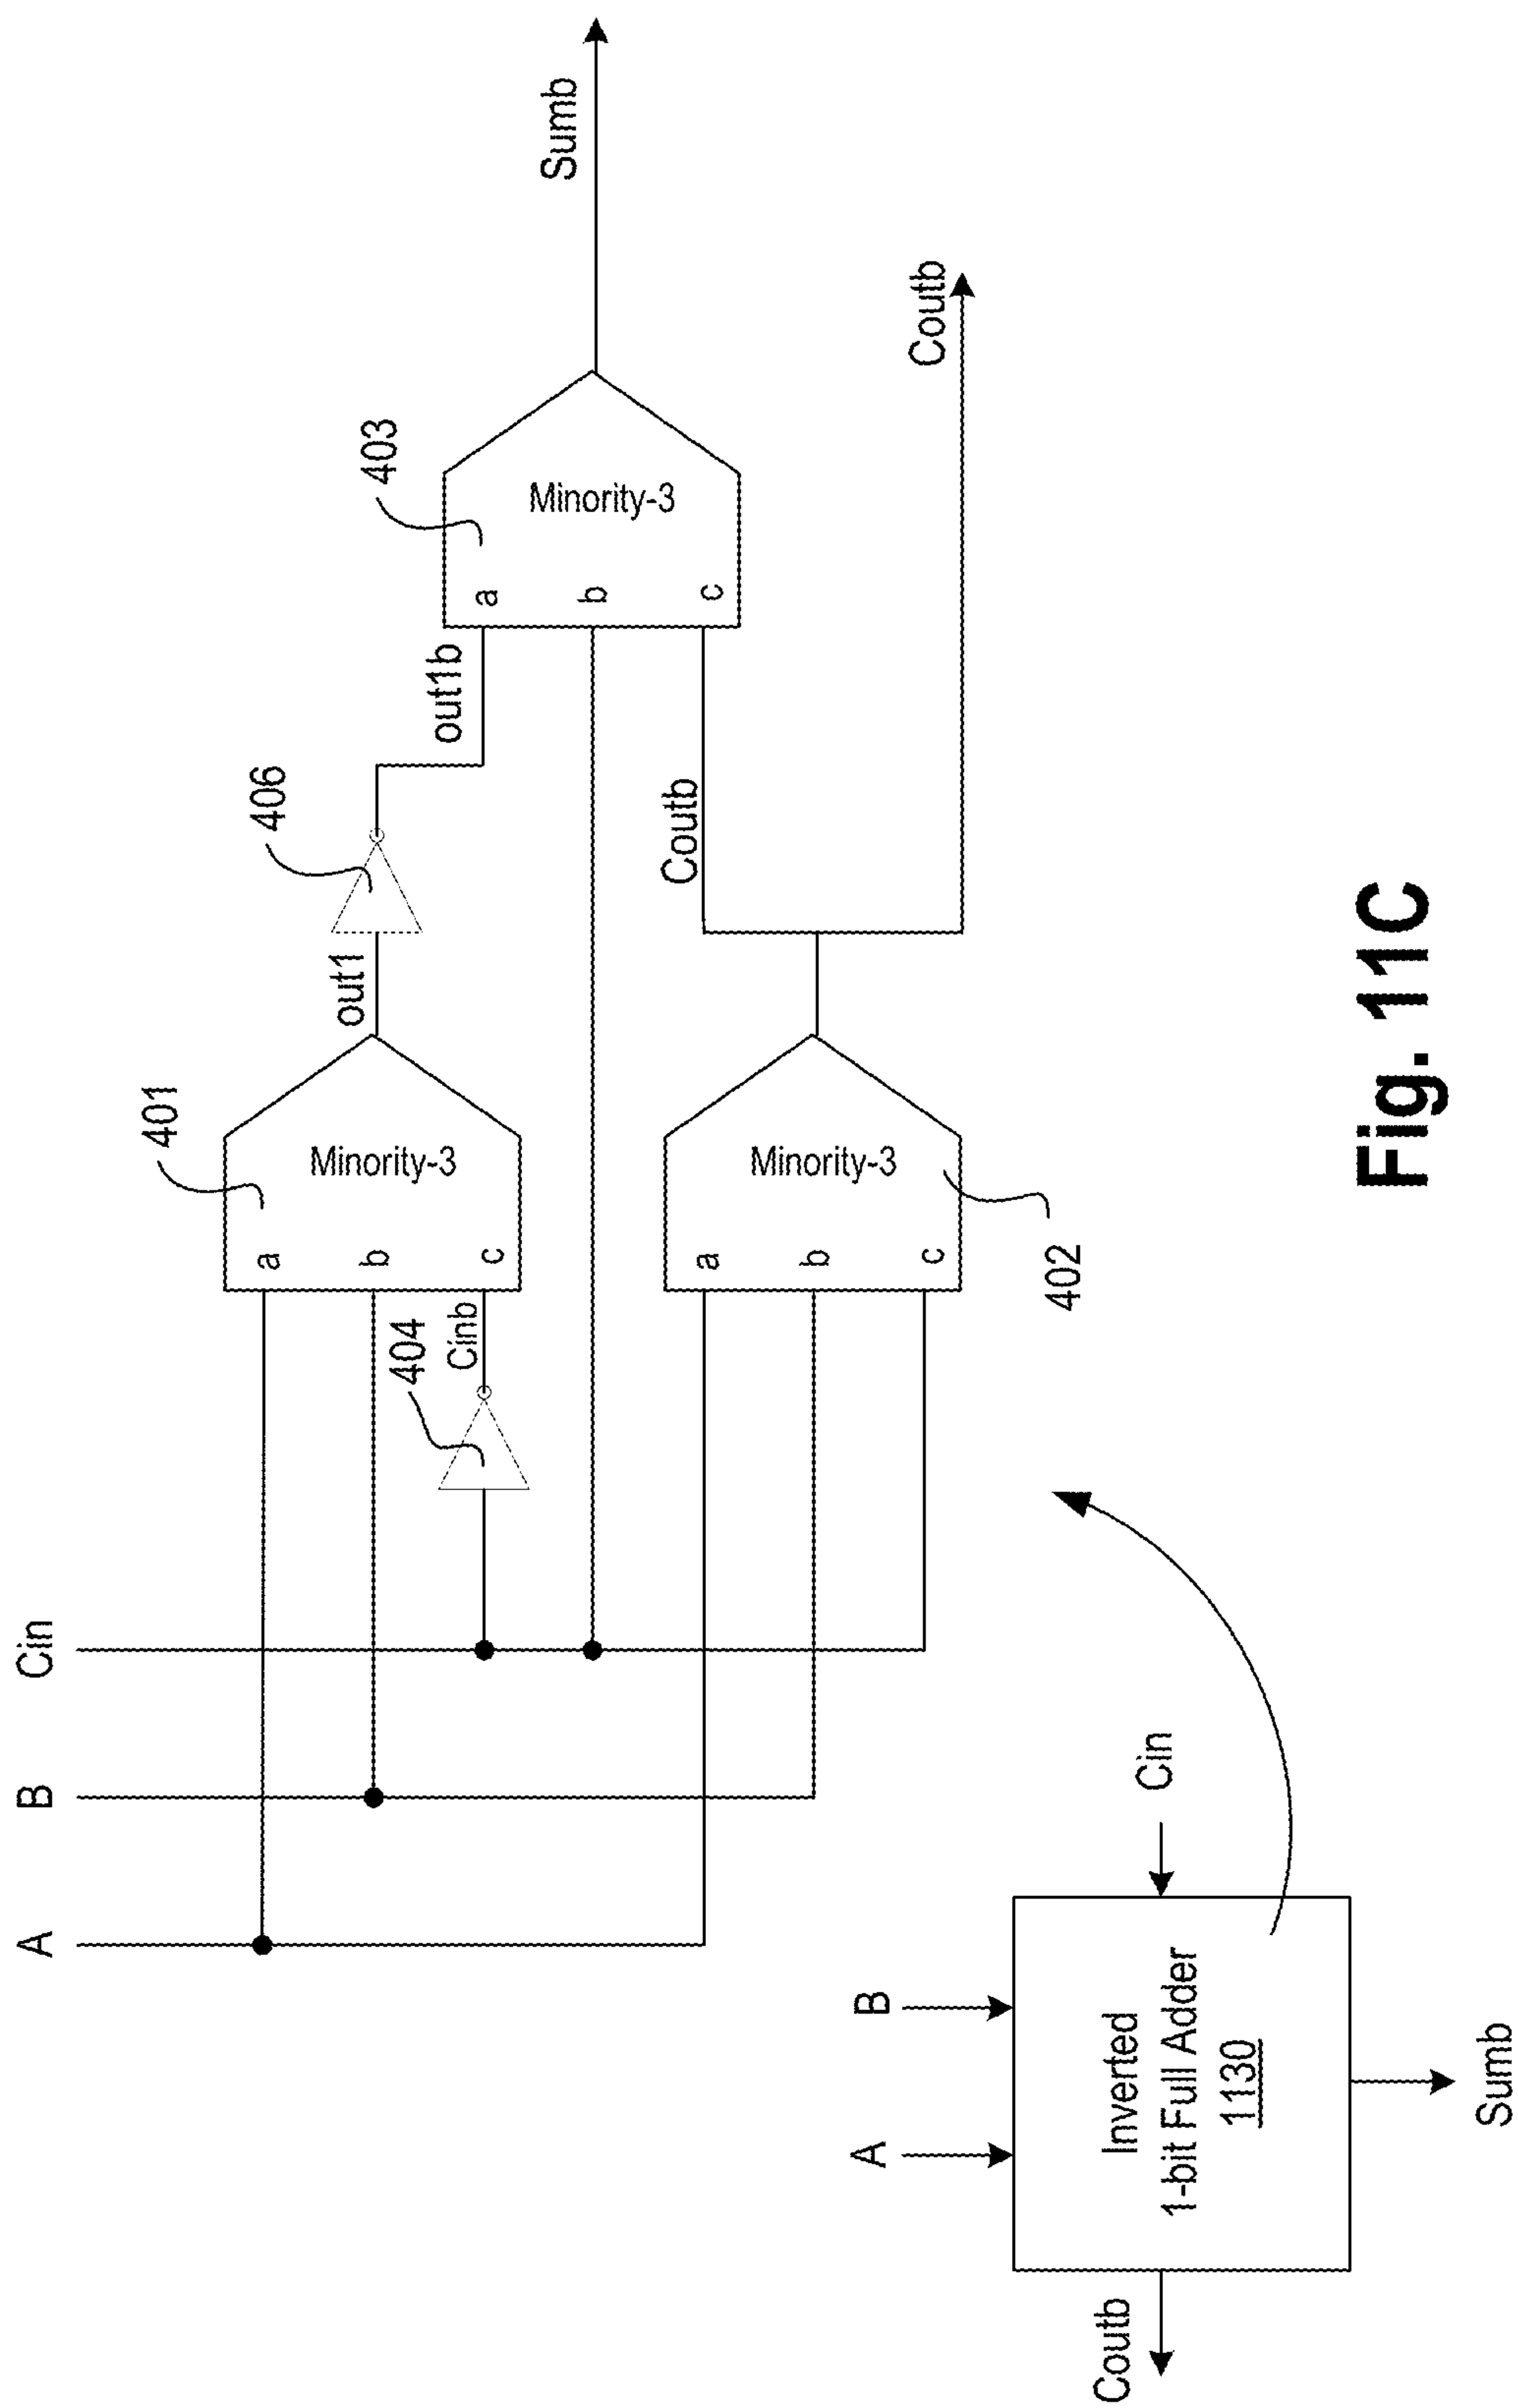 A
B
Cin
401
a
b
c
Minority-3
404
Cinb
out1
406
out1b
403
a
b
c
Minority-3
Sumb
a
b
c
Minority-3
402
Coutb
Coutb
A
B
Cin
Inverted
1-bit Full Adder
1130
Coutb
Sumb
Fig. 11C